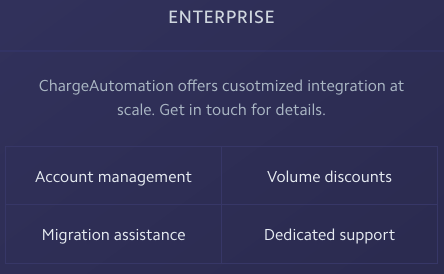 ENTERPRISE
ChargeAutomation offers cusotmized integration at
scale. Get in touch for details.
Account management
Volume discounts
Migration assistance
Dedicated support